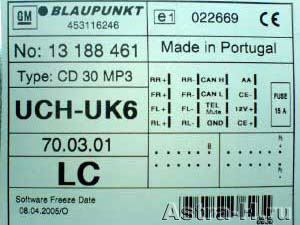 GM BLAUPUNKT
453116246
e1 022669 CE
No: 13 188 461 Made in Portugal
Type: CD 30 MP3
UCH-UK6
70.03.01
LC
RR+ RR- CAN H AA
FR+ FR- CAN L CE-
FL+ FL- TEL Mute 12V+
RL+ RL- GND CE+
FUSE
15 A
Software Freeze Date
08.04.2005/O
Astra-H.ru